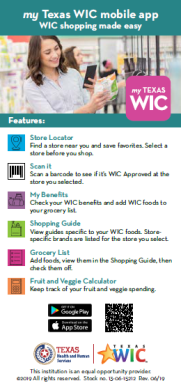 my Texas WIC mobile app
WIC shopping made easy
my TEXAS
WIC
Features:
Store Locator
Find a store near you and save favorites. Select a
store before you shop.
Scan it
Scan a barcode to see if it's WIC Approved at the
store you selected.
My Benefits
Check your WIC benefits and add WIC foods to
your grocery list.
Shopping Guide
View guides specific to your WIC foods. Store-
specific brands are listed for the store you select.
Grocery List
Add foods, view them in the Shopping Guide, then
check them off.
Fruit and Veggie Calculator
Keep track of your fruit and veggie spending.
GET IT ON
Google Play
Download on the
App Store
TEXAS
Health and Human
Services
TEXAS
WIC
This institution is an equal opportunity provider.
©2019 All rights reserved. Stock no. 13-06-15212 Rev. 06/19